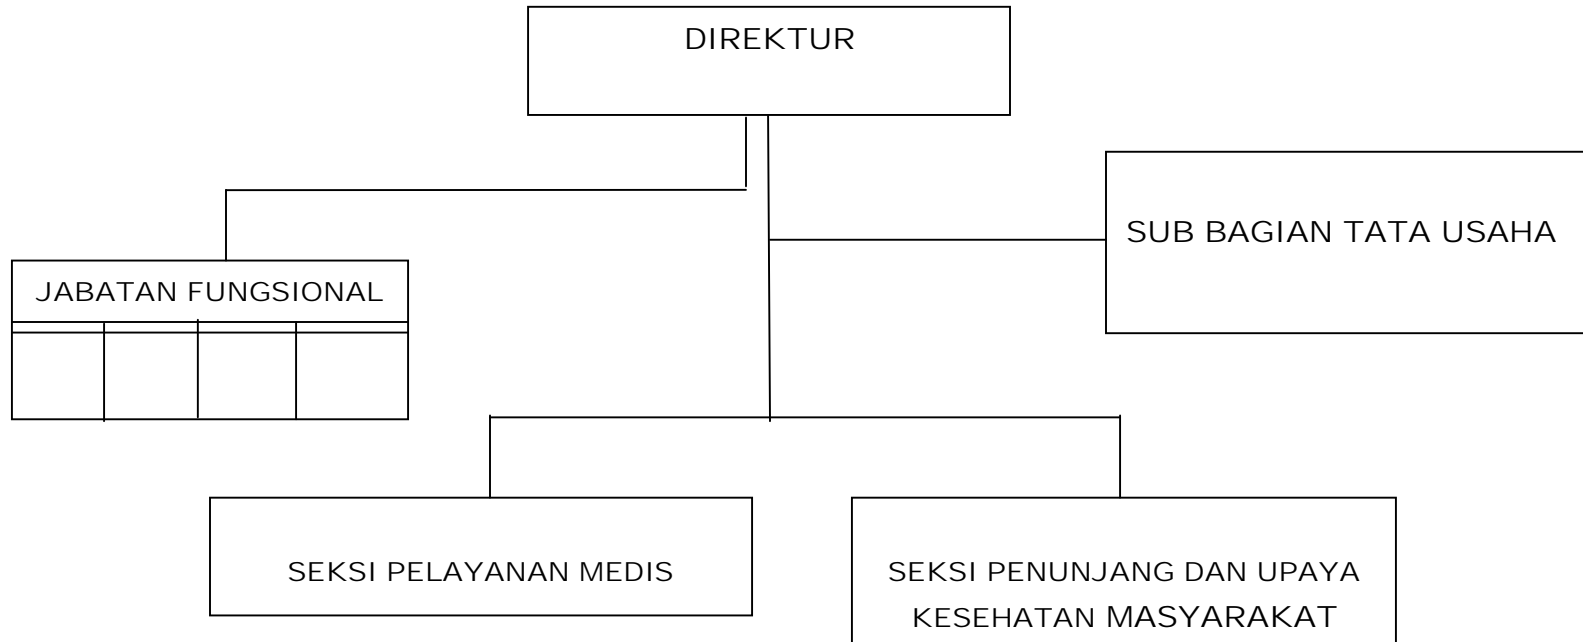 DIREKTUR
SUB BAGIAN TATA USAHA
JABATAN FUNGSIONAL
SEKSI PELAYANAN MEDIS
SEKSI PENUNJANG DAN UPAYA
KESEHATAN MASYARAKAT